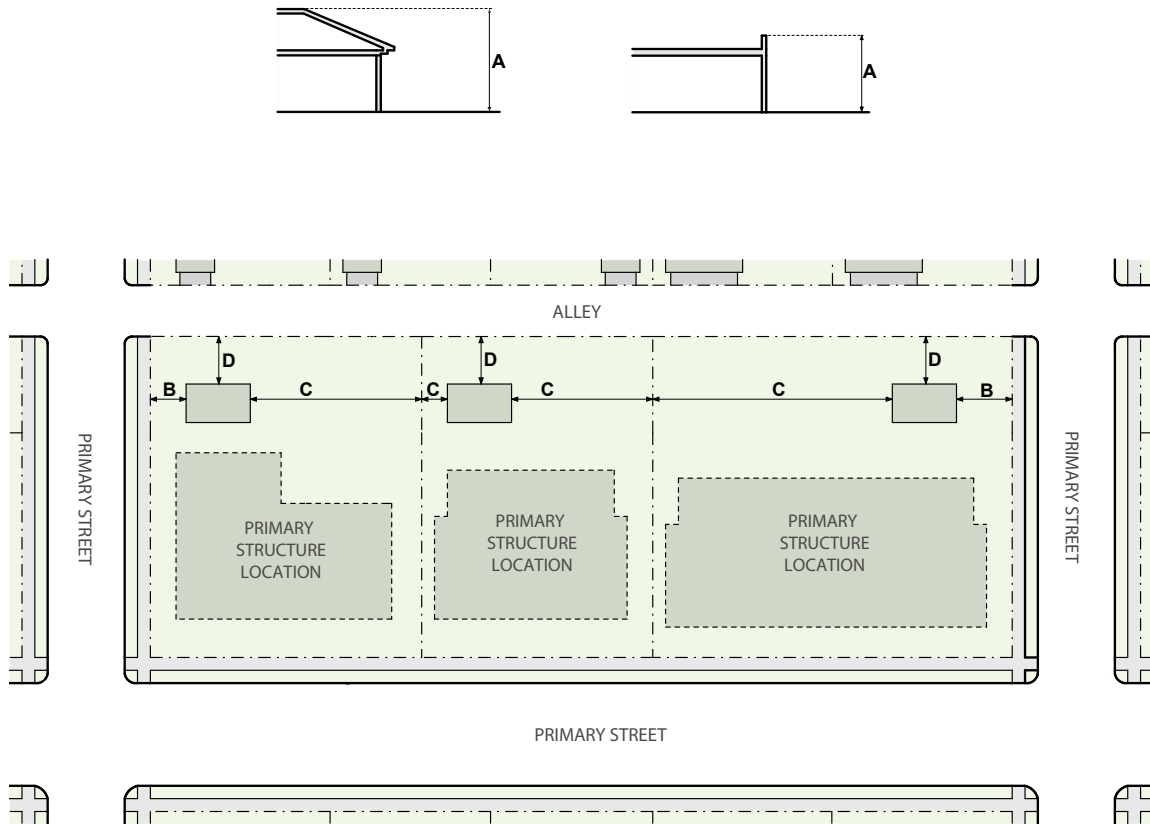 A
A
ALLEY
D
D
D
B
C
C
C
C
B
PRIMARY STREET
PRIMARY STREET
PRIMARY
STRUCTURE
LOCATION
PRIMARY
STRUCTURE
LOCATION
PRIMARY
STRUCTURE
LOCATION
PRIMARY STREET